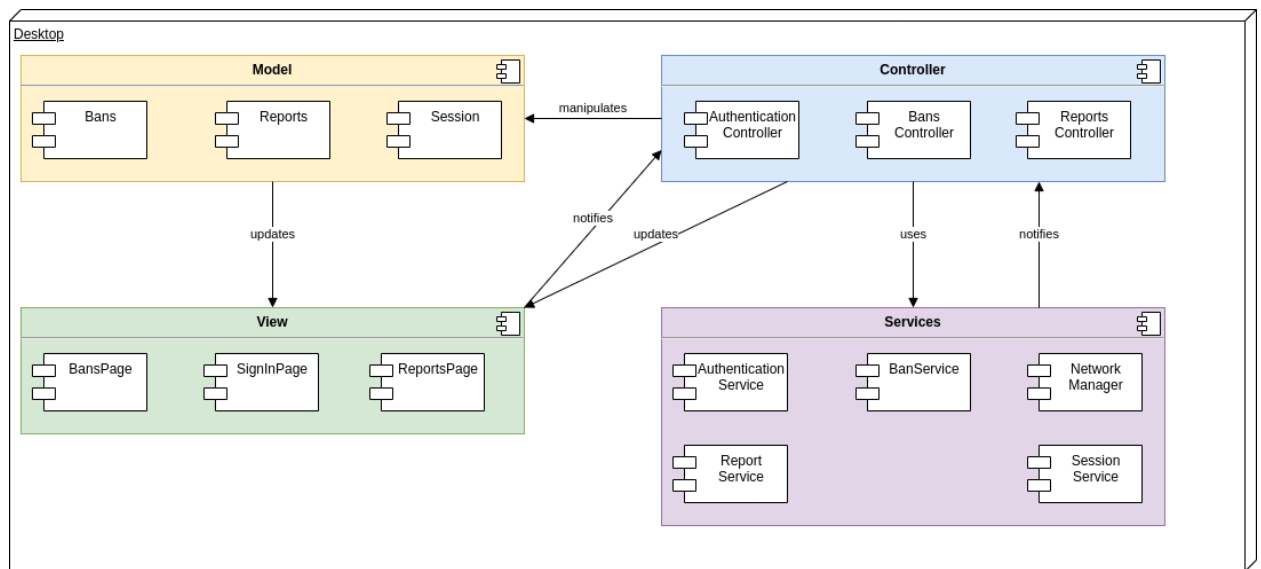 Desktop
Model
Controller
Bans
Reports
Session
manipulates
Authentication
Controller
Bans
Controller
Reports
Controller
notifies
updates
updates
uses
notifies
View
Services
BansPage
SignInPage
ReportsPage
Authentication
Service
BanService
Network
Manager
Report
Service
Session
Service